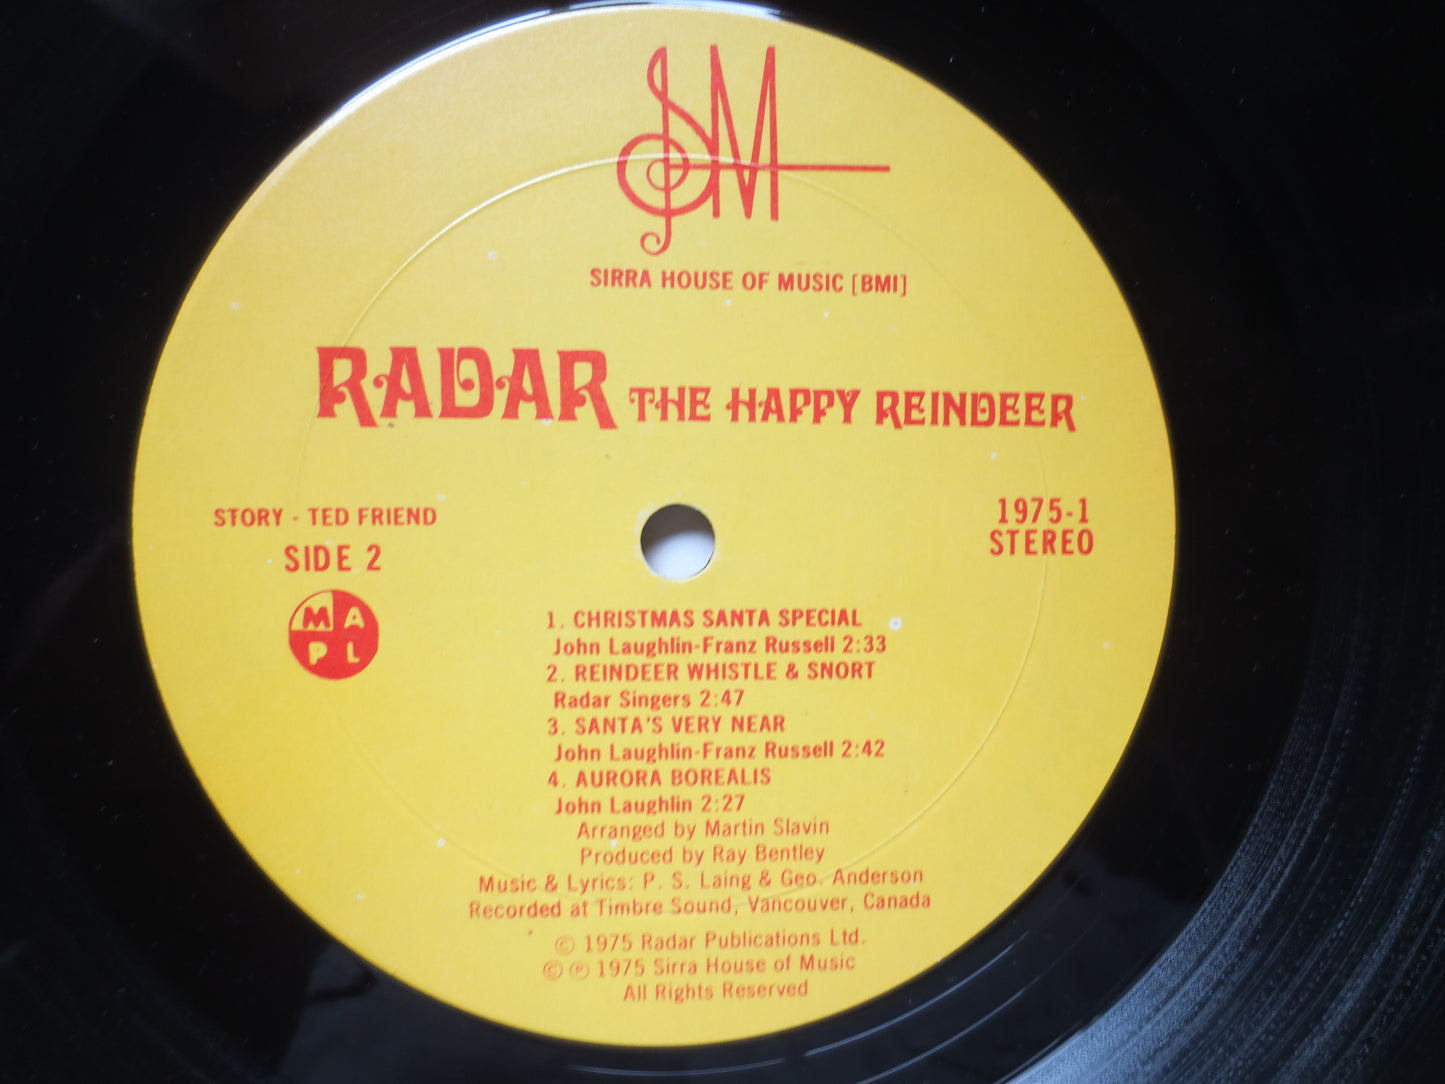 SM
SIRRA HOUSE OF MUSIC [BMI]
RADAR THE HAPPY REINDEER
STORY - TED FRIEND
SIDE 2
1975-1
STEREO
M A
P L
1. CHRISTMAS SANTA SPECIAL
John Laughlin-Franz Russell 2:33
2. REINDEER WHISTLE & SNORT
Radar Singers 2:47
3. SANTA'S VERY NEAR
John Laughlin-Franz Russell 2:42
4. AURORA BOREALIS
John Laughlin 2:27
Arranged by Martin Slavin
Produced by Ray Bentley
Music & Lyrics: P. S. Laing & Geo. Anderson
Recorded at Timbre Sound, Vancouver, Canada
© 1975 Radar Publications Ltd.
© ℗ 1975 Sirra House of Music
All Rights Reserved